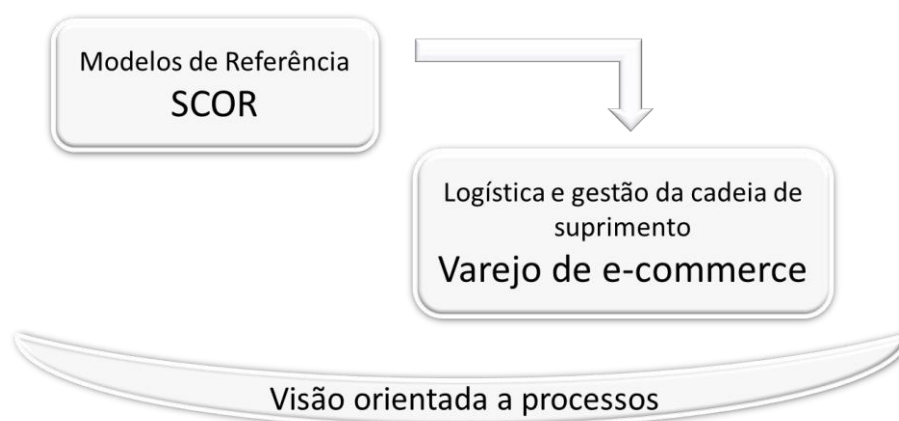 Modelos de Referência
SCOR
Logística e gestão da cadeia de
suprimento
Varejo de e-commerce
Visão orientada a processos